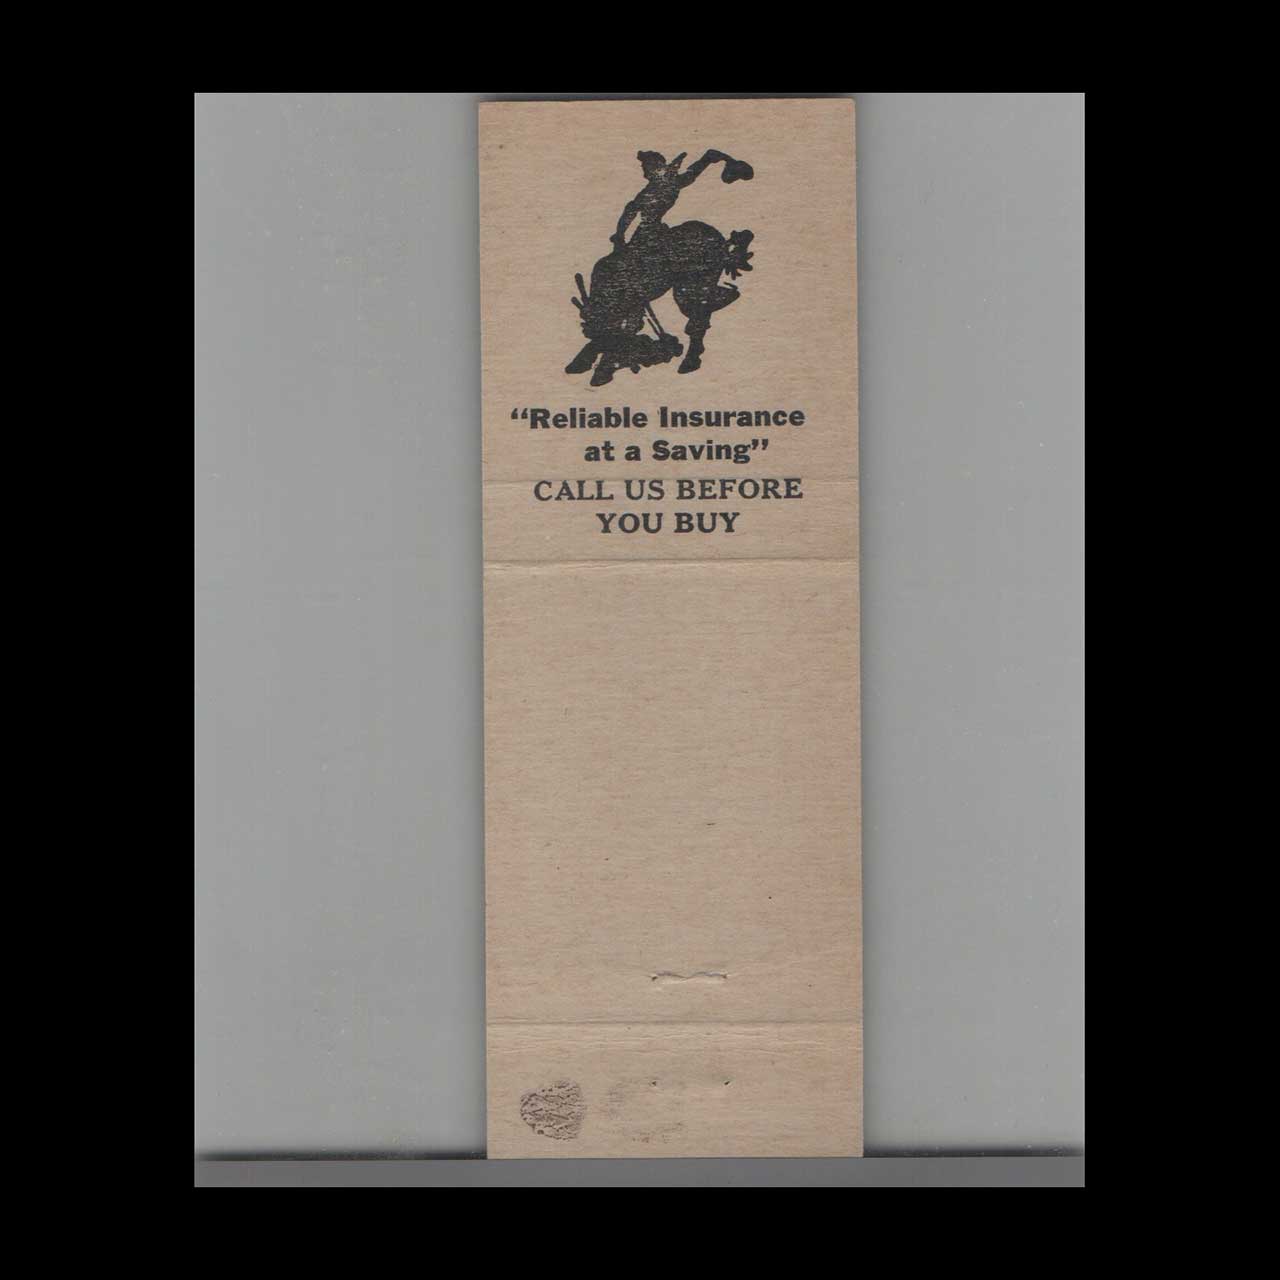 “Reliable Insurance
at a Saving”
CALL US BEFORE
YOU BUY